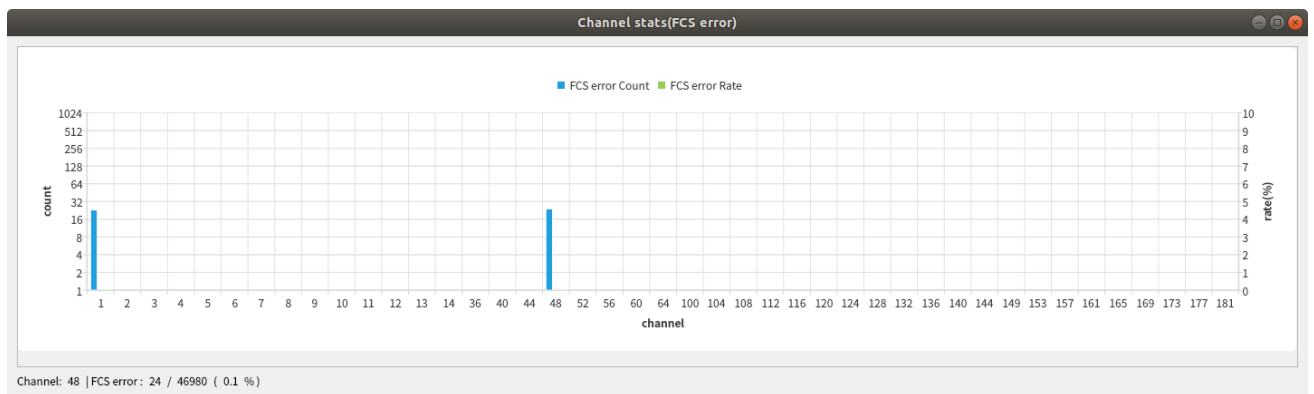 Channel stats(FCS error)
FCS error Count FCS error Rate
1024 10
512 9
256 8
128 7
64 6
32 5
16 4
8 3
4 2
2 1
1 0
count
rate(%)
1 2 3 4 5 6 7 8 9 10 11 12 13 14 36 40 44 48 52 56 60 64 100 104 108 112 116 120 124 128 132 136 140 144 149 153 157 161 165 169 173 177 181
channel
Channel: 48 | FCS error : 24 / 46980 ( 0.1 % )